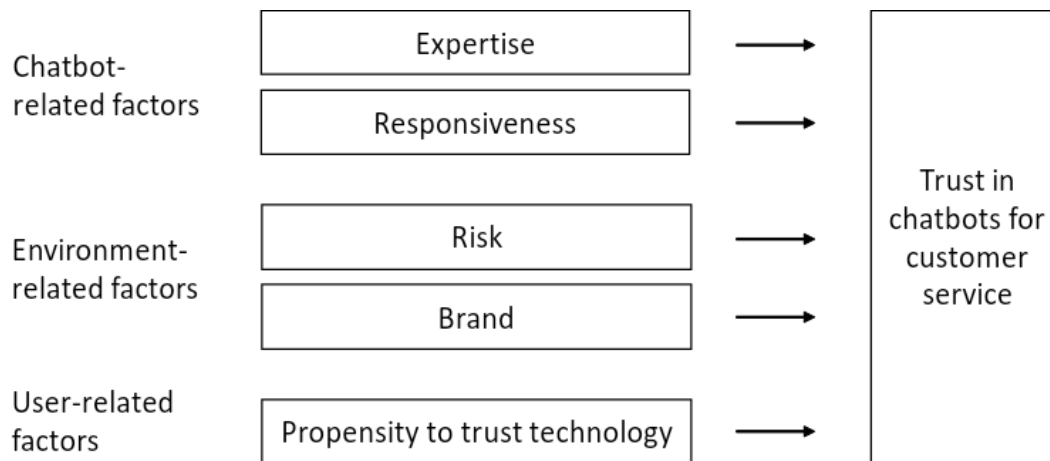 Chatbot-
related factors
Expertise
Responsiveness
Environment-
related factors
Risk
Brand
User-related
factors
Propensity to trust technology
Trust in
chatbots for
customer
service